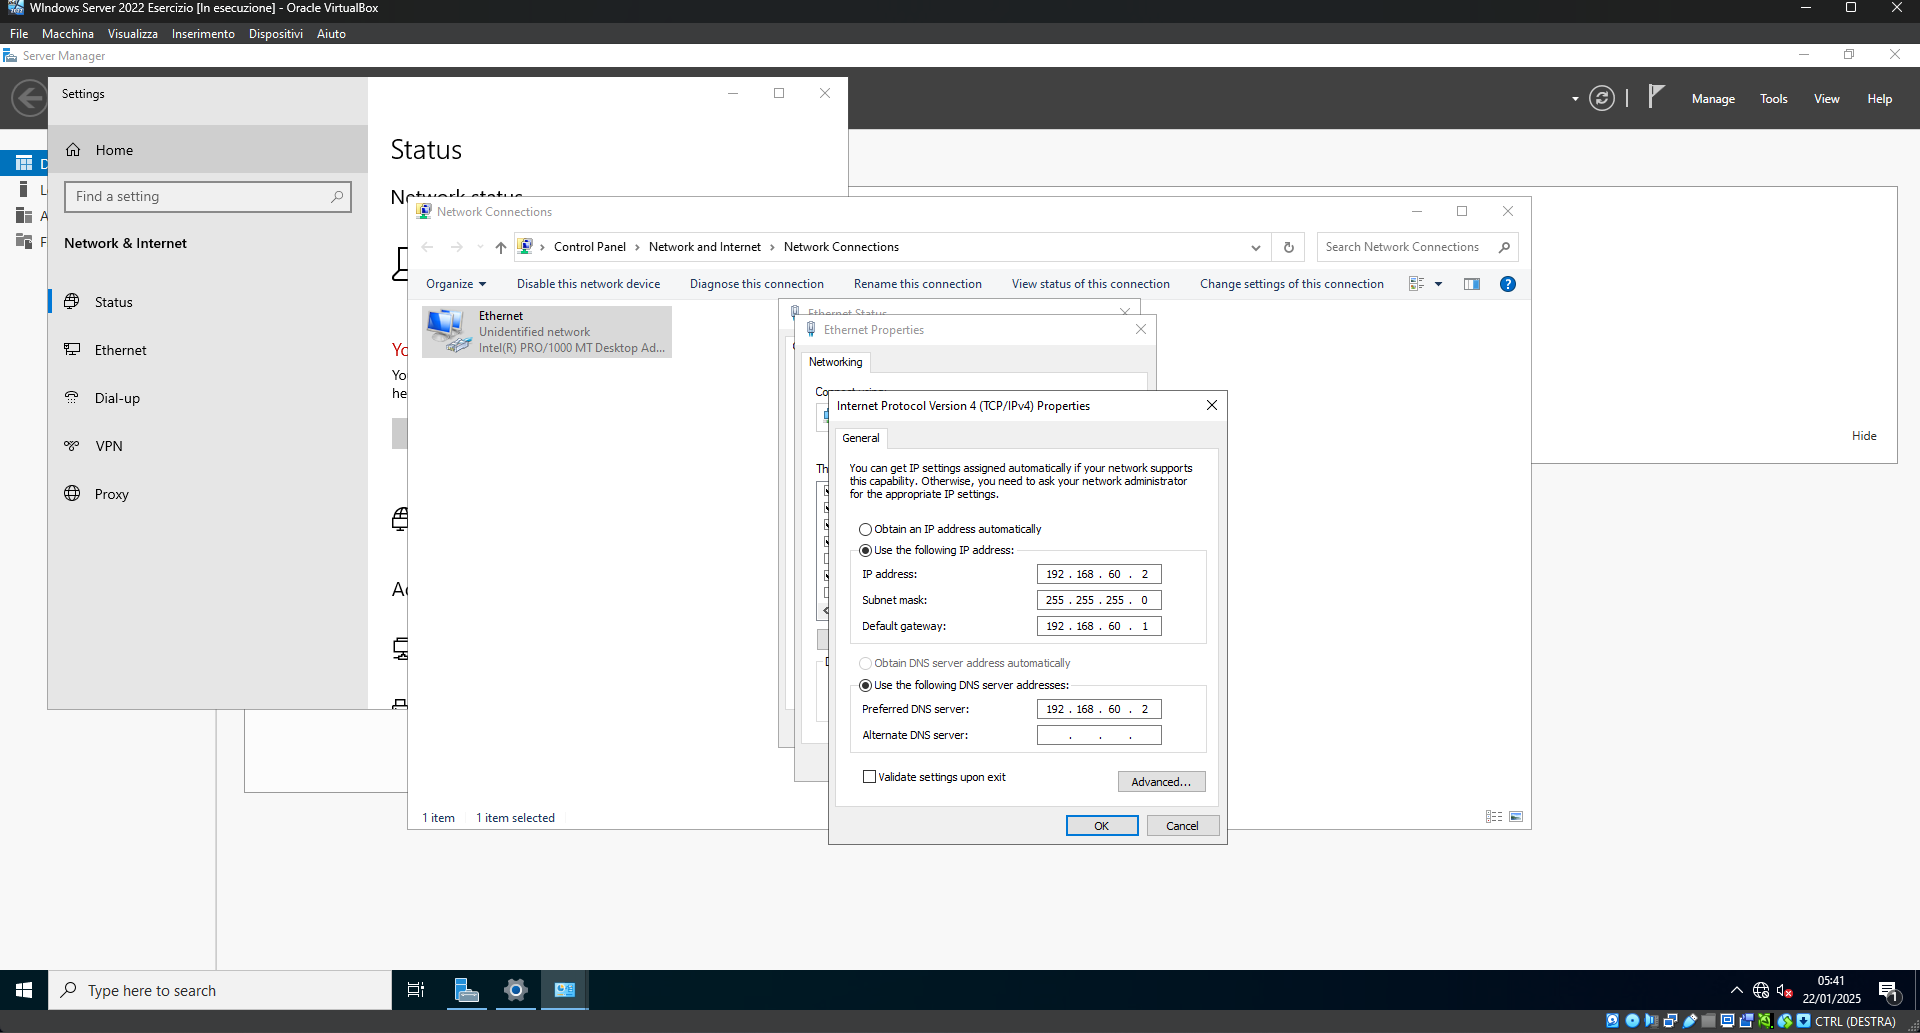 WIndows Server 2022 Esercizio [In esecuzione] - Oracle VirtualBox
File Macchina Visualizza Inserimento Dispositivi Aiuto
Server Manager
Manage Tools View Help
Settings
Home
Find a setting
Network & Internet
Status
Ethernet
Dial-up
VPN
Proxy
Status
Network status
Hide
Network Connections
Control Panel Network and Internet Network Connections
Search Network Connections
Organize Disable this network device Diagnose this connection Rename this connection View status of this connection Change settings of this connection
Ethernet
Unidentified network
Intel(R) PRO/1000 MT Desktop Ad...
1 item 1 item selected
Ethernet Status
Ethernet Properties
Networking
Connect using:
Internet Protocol Version 4 (TCP/IPv4) Properties
General
You can get IP settings assigned automatically if your network supports
this capability. Otherwise, you need to ask your network administrator
for the appropriate IP settings.
Obtain an IP address automatically
Use the following IP address:
IP address: 192 . 168 . 60 . 2
Subnet mask: 255 . 255 . 255 . 0
Default gateway: 192 . 168 . 60 . 1
Obtain DNS server address automatically
Use the following DNS server addresses:
Preferred DNS server: 192 . 168 . 60 . 2
Alternate DNS server: . . .
Validate settings upon exit
Advanced...
OK Cancel
Type here to search
05:41
22/01/2025
1
CTRL (DESTRA)